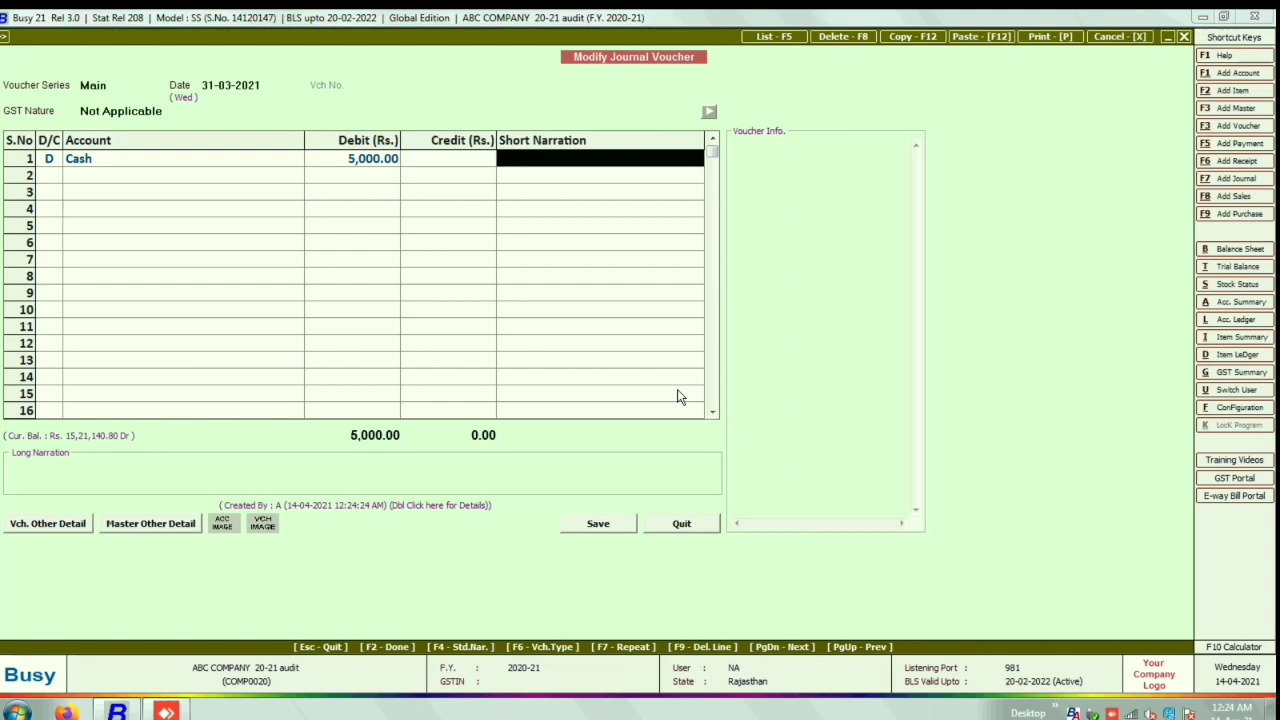 Busy 21 Rel 3.0 | Stat Rel 208 | Model : SS (S.No. 14120147) | BLS upto 20-02-2022 | Global Edition | ABC COMPANY 20-21 audit (F.Y. 2020-21)
>>
List - F5 Delete - F8 Copy - F12 Paste - [F12] Print - [P] Cancel - [X]
Shortcut Keys
Modify Journal Voucher
Voucher Series Main Date 31-03-2021 Vch No.
( Wed )
GST Nature Not Applicable
S.No D/C Account Debit (Rs.) Credit (Rs.) Short Narration
1 D Cash 5,000.00
2
3
4
5
6
7
8
9
10
11
12
13
14
15
16
( Cur. Bal. : Rs. 15,21,140.80 Dr ) 5,000.00 0.00
Long Narration
( Created By : A (14-04-2021 12:24:24 AM) (Dbl Click here for Details))
Vch. Other Detail Master Other Detail ACC IMAGE VCH IMAGE Save Quit
Voucher Info.
F1 Help
F1 Add Account
F2 Add Item
F3 Add Master
F3 Add Voucher
F5 Add Payment
F6 Add Receipt
F7 Add Journal
F8 Add Sales
F9 Add Purchase
B Balance Sheet
T Trial Balance
S Stock Status
A Acc. Summary
L Acc. Ledger
I Item Summary
D Item LeDger
G GST Summary
U Switch User
F ConFiguration
K LocK Program
Training Videos
GST Portal
E-way Bill Portal
[ Esc - Quit ] [ F2 - Done ] [ F4 - Std.Nar. ] [ F6 - Vch.Type ] [ F7 - Repeat ] [ F9 - Del. Line ] [ PgDn - Next ] [ PgUp - Prev ]
F10 Calculator
Busy
ABC COMPANY 20-21 audit
(COMP0020)
F.Y. : 2020-21
GSTIN :
User : NA
State : Rajasthan
Listening Port : 981
BLS Valid Upto : 20-02-2022 (Active)
Your
Company
Logo
Wednesday
14-04-2021
Desktop
12:24 AM